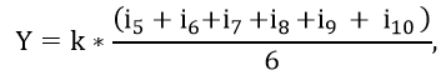 Y = k * (i₅ + i₆+i₇ +i₈ +i₉ + i₁₀ ) / 6 ,